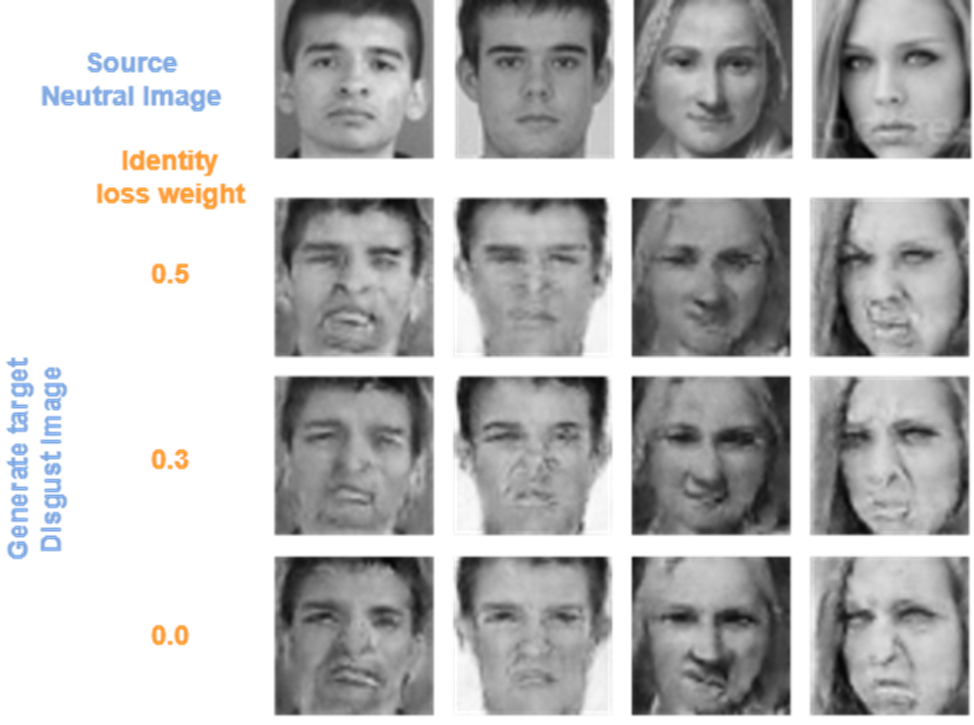 Source
Neutral Image
Identity
loss weight
0.5
Generate target
Disgust Image
0.3
0.0